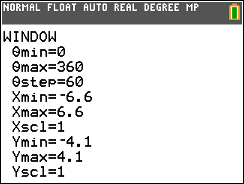 NORMAL FLOAT AUTO REAL DEGREE MP
WINDOW
θmin=0
θmax=360
θstep=60
Xmin=⁻6.6
Xmax=6.6
Xscl=1
Ymin=⁻4.1
Ymax=4.1
Yscl=1